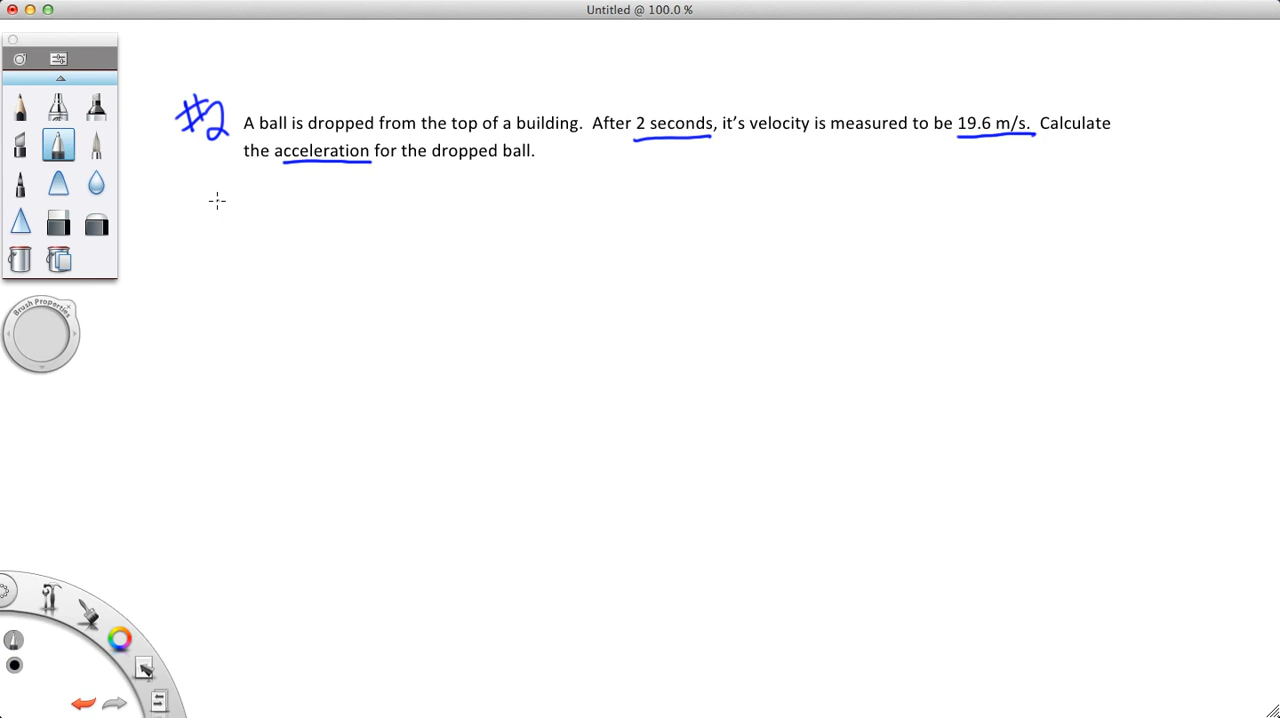 Untitled @ 100.0 %
#2 A ball is dropped from the top of a building.  After 2 seconds, it’s velocity is measured to be 19.6 m/s.  Calculate
the acceleration for the dropped ball.
Brush Properties